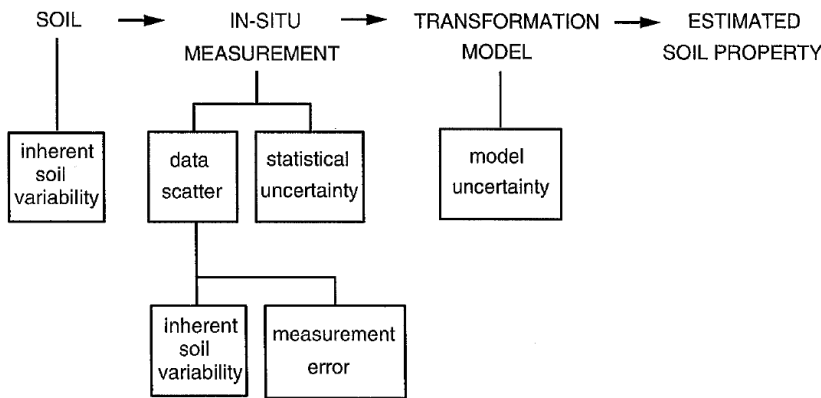 SOIL
IN-SITU
MEASUREMENT
TRANSFORMATION
MODEL
ESTIMATED
SOIL PROPERTY
inherent
soil
variability
data
scatter
statistical
uncertainty
model
uncertainty
inherent
soil
variability
measurement
error